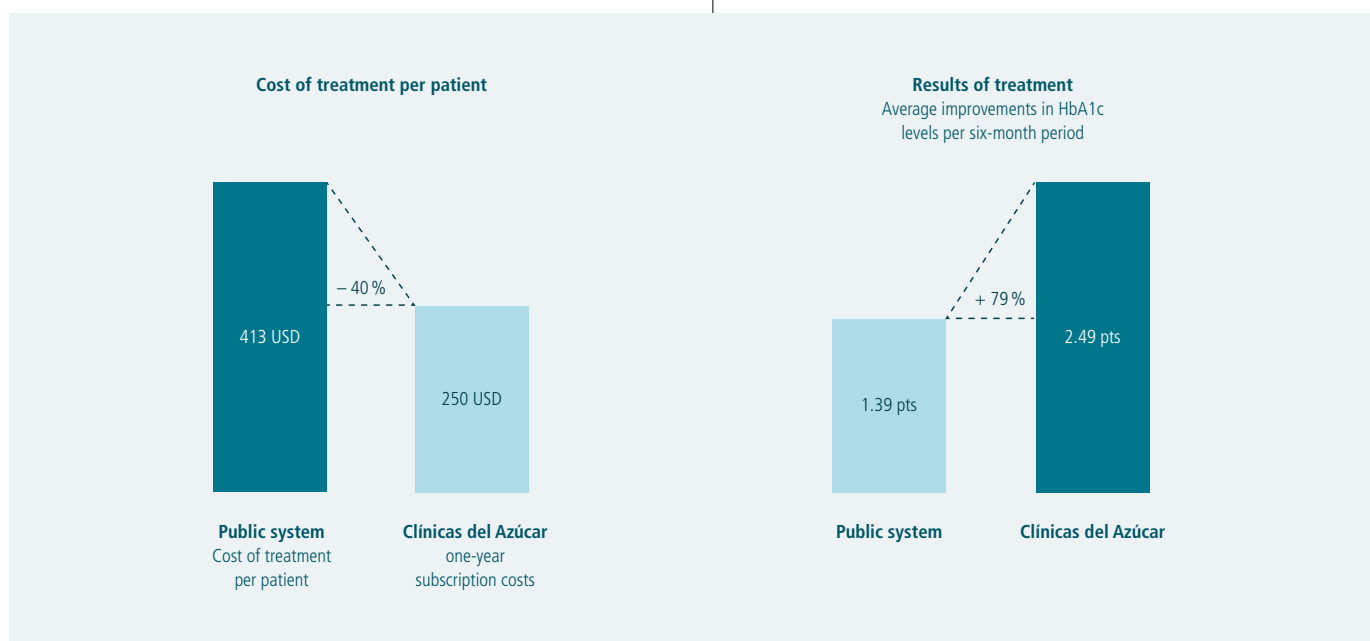 Cost of treatment per patient
– 40 %
413 USD
250 USD
Public system
Cost of treatment
per patient
Clínicas del Azúcar
one-year
subscription costs
Results of treatment
Average improvements in HbA1c
levels per six-month period
+ 79 %
2.49 pts
1.39 pts
Public system
Clínicas del Azúcar